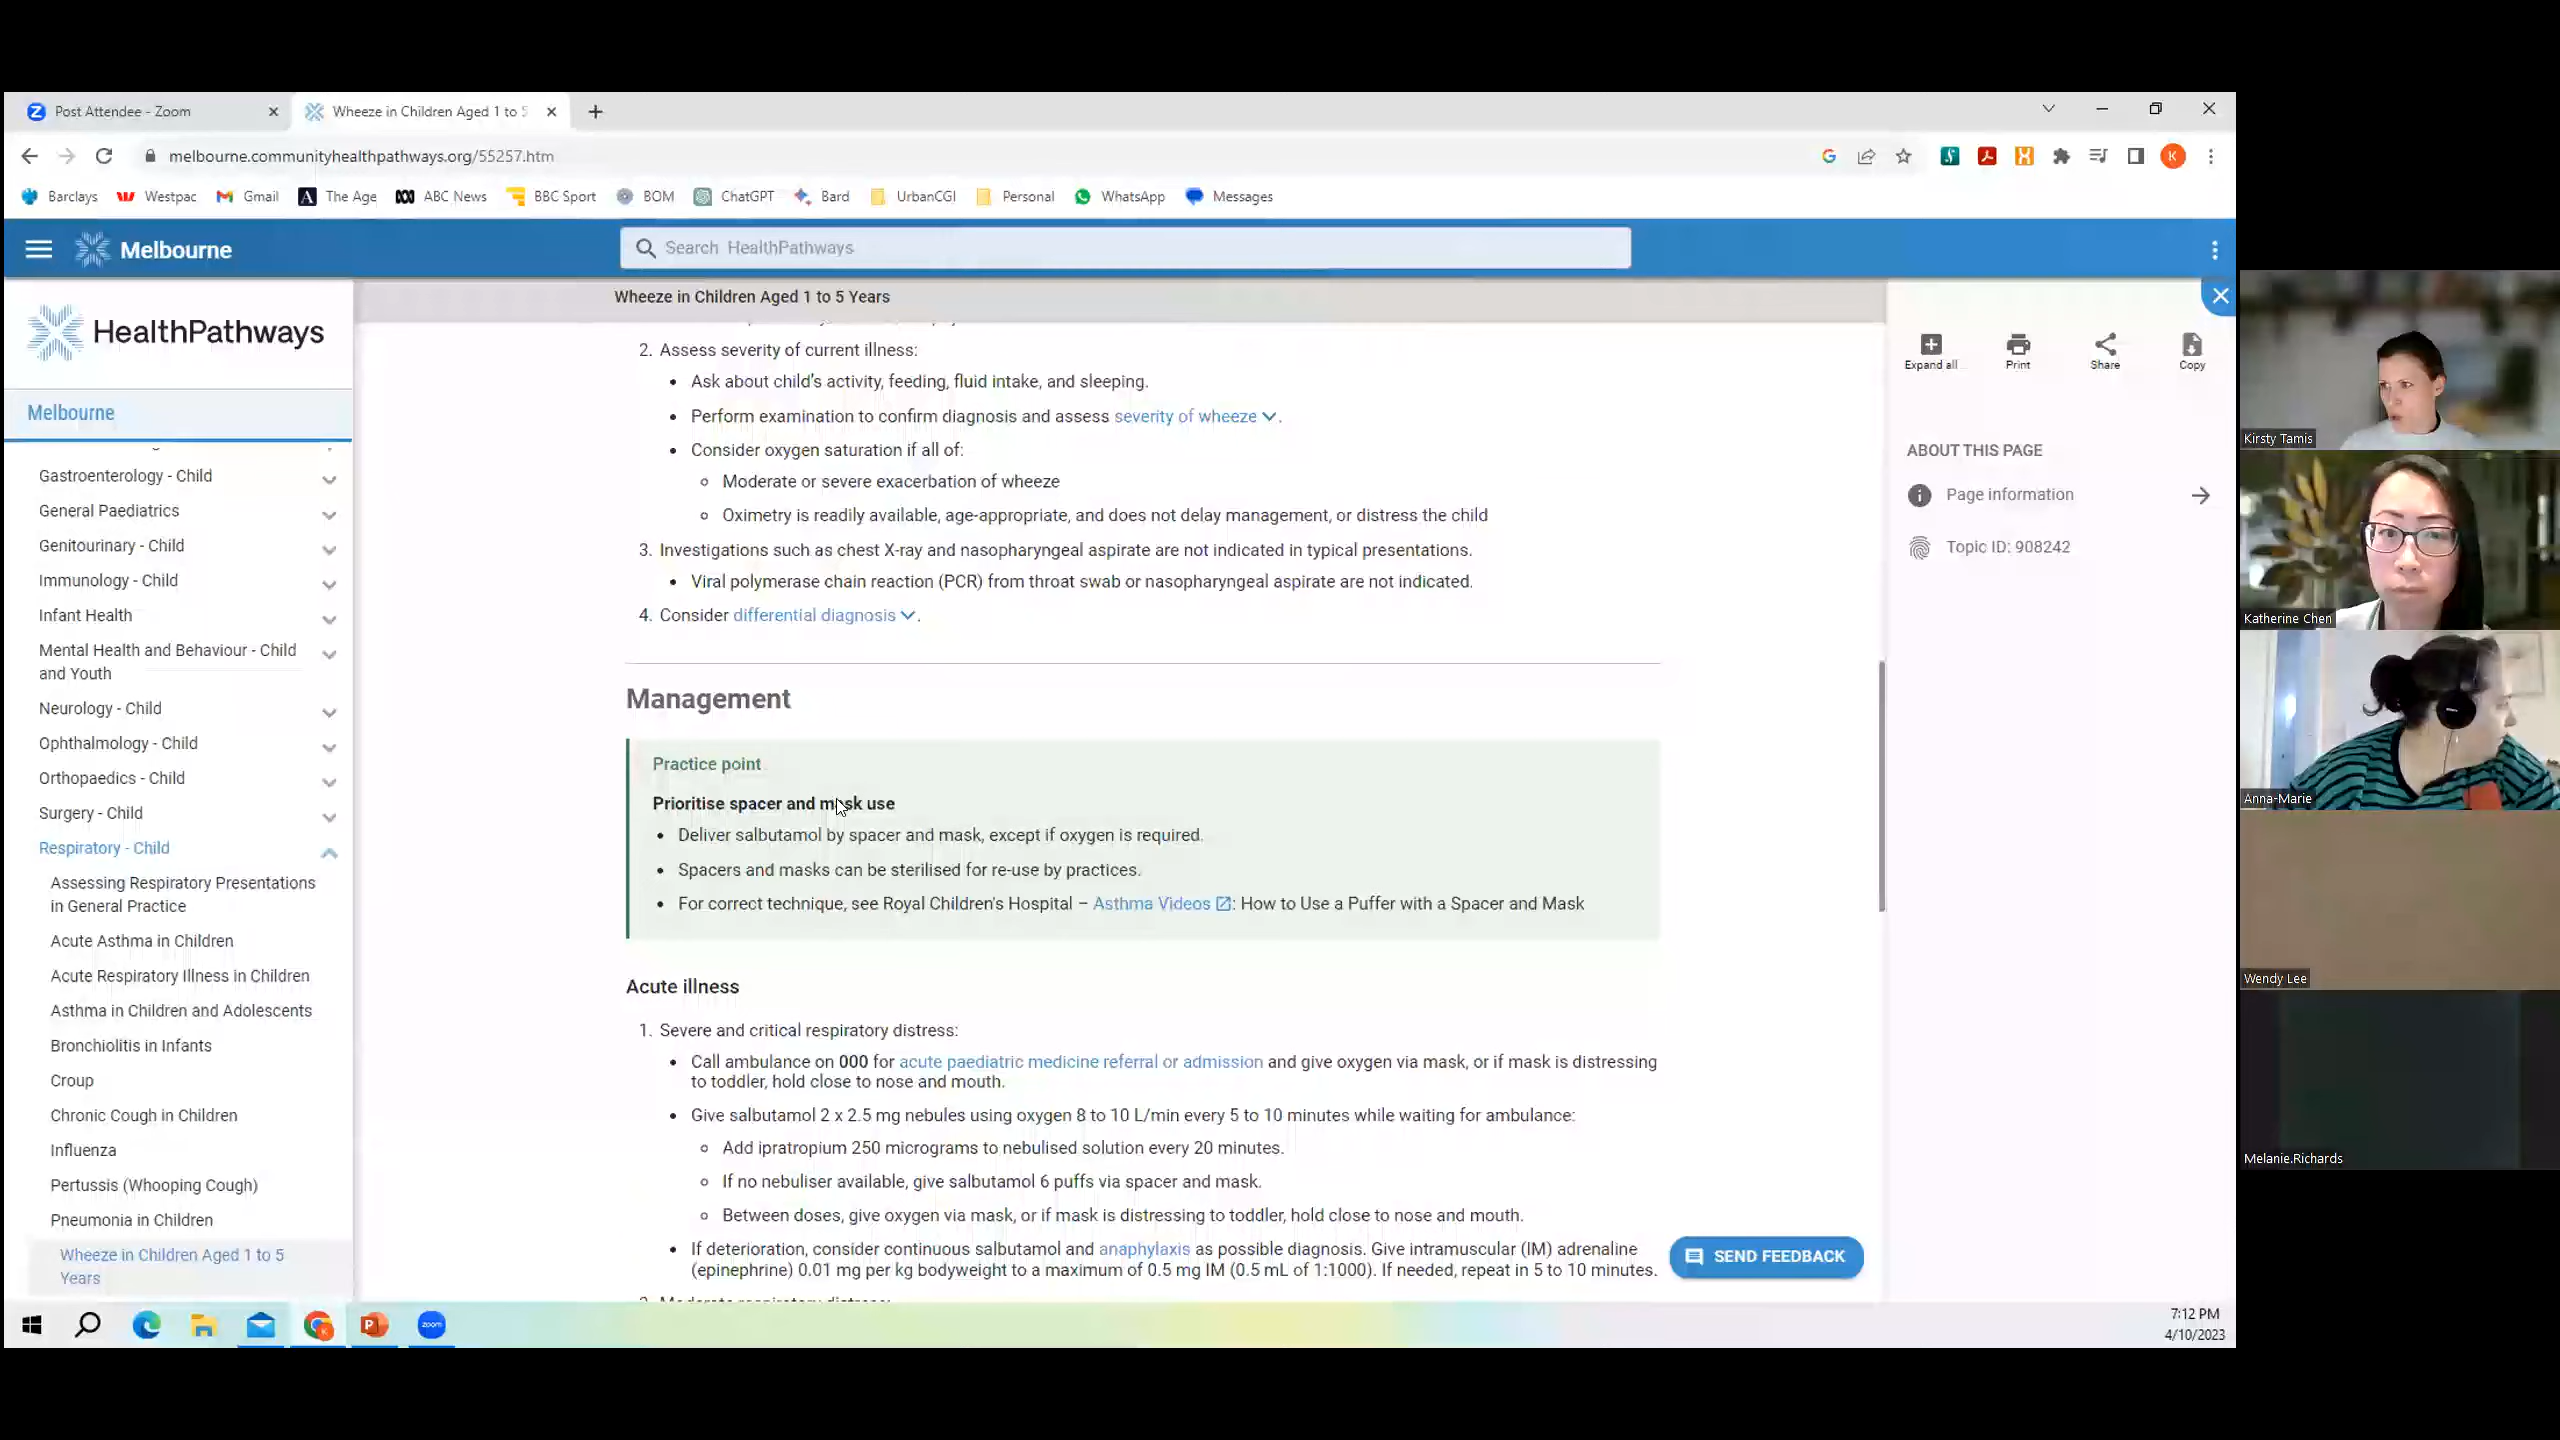 Post Attendee - Zoom
Wheeze in Children Aged 1 to 5
melbourne.communityhealthpathways.org/55257.htm
K
Barclays
Westpac
Gmail
The Age
ABC News
BBC Sport
BOM
ChatGPT
Bard
UrbanCGI
Personal
WhatsApp
Messages
Melbourne
Search HealthPathways
HealthPathways
Melbourne
Gastroenterology - Child
General Paediatrics
Genitourinary - Child
Immunology - Child
Infant Health
Mental Health and Behaviour - Child
and Youth
Neurology - Child
Ophthalmology - Child
Orthopaedics - Child
Surgery - Child
Respiratory - Child
Assessing Respiratory Presentations
in General Practice
Acute Asthma in Children
Acute Respiratory Illness in Children
Asthma in Children and Adolescents
Bronchiolitis in Infants
Croup
Chronic Cough in Children
Influenza
Pertussis (Whooping Cough)
Pneumonia in Children
Wheeze in Children Aged 1 to 5
Years
Wheeze in Children Aged 1 to 5 Years
2. Assess severity of current illness:
• Ask about child's activity, feeding, fluid intake, and sleeping.
• Perform examination to confirm diagnosis and assess severity of wheeze.
• Consider oxygen saturation if all of:
Moderate or severe exacerbation of wheeze
Oximetry is readily available, age-appropriate, and does not delay management, or distress the child
3. Investigations such as chest X-ray and nasopharyngeal aspirate are not indicated in typical presentations.
• Viral polymerase chain reaction (PCR) from throat swab or nasopharyngeal aspirate are not indicated.
4. Consider differential diagnosis.
Management
Practice point
Prioritise spacer and mask use
• Deliver salbutamol by spacer and mask, except if oxygen is required.
• Spacers and masks can be sterilised for re-use by practices.
• For correct technique, see Royal Children's Hospital – Asthma Videos: How to Use a Puffer with a Spacer and Mask
Acute illness
1. Severe and critical respiratory distress:
• Call ambulance on 000 for acute paediatric medicine referral or admission and give oxygen via mask, or if mask is distressing
to toddler, hold close to nose and mouth.
• Give salbutamol 2 x 2.5 mg nebules using oxygen 8 to 10 L/min every 5 to 10 minutes while waiting for ambulance:
Add ipratropium 250 micrograms to nebulised solution every 20 minutes.
If no nebuliser available, give salbutamol 6 puffs via spacer and mask.
Between doses, give oxygen via mask, or if mask is distressing to toddler, hold close to nose and mouth.
• If deterioration, consider continuous salbutamol and anaphylaxis as possible diagnosis. Give intramuscular (IM) adrenaline
(epinephrine) 0.01 mg per kg bodyweight to a maximum of 0.5 mg IM (0.5 mL of 1:1000). If needed, repeat in 5 to 10 minutes.
Expand all
Print
Share
Copy
ABOUT THIS PAGE
Page information
Topic ID: 908242
SEND FEEDBACK
zoom
7:12 PM
4/10/2023
Kirsty Tamis
Katherine Chen
Anna-Marie
Wendy Lee
Melanie.Richards